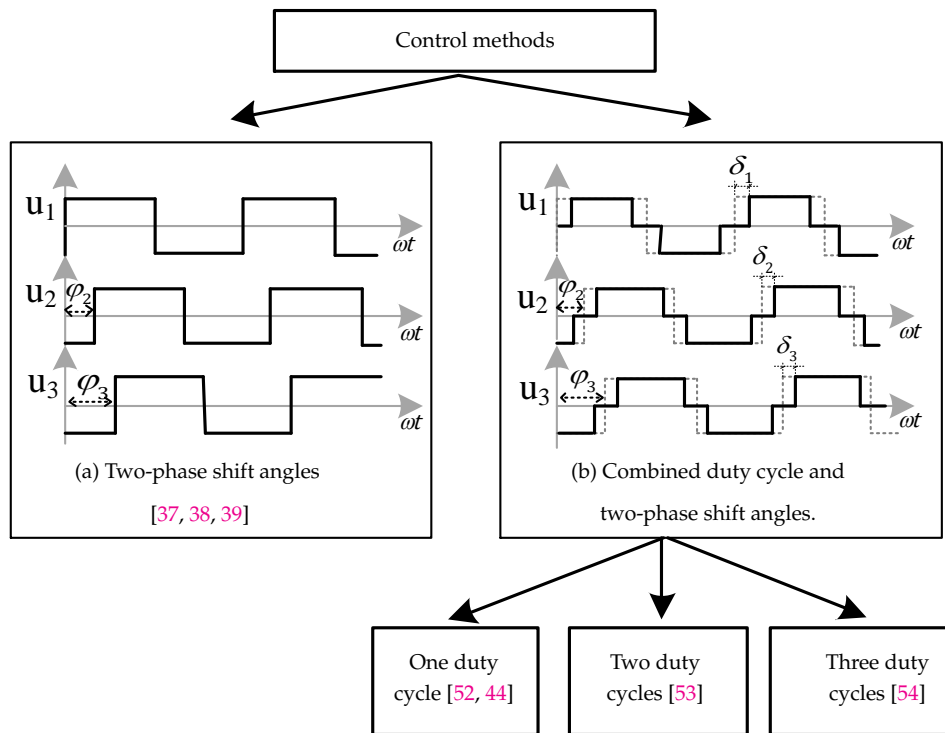 Control methods
u1
ωt
u2
φ2
u3
φ3
ωt
(a) Two-phase shift angles
[37, 38, 39]
δ1
u1
ωt
δ2
u2
φ2
δ3
u3
φ3
ωt
(b) Combined duty cycle and
two-phase shift angles.
One duty
cycle [52, 44]
Two duty
cycles [53]
Three duty
cycles [54]